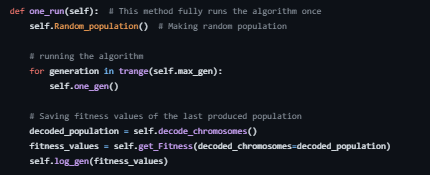 def one_run(self):  # This method fully runs the algorithm once
    self.Random_population()  # Making random population
    # running the algorithm
    for generation in trange(self.max_gen):
        self.one_gen()
    # Saving fitness values of the last produced population
    decoded_population = self.decode_chromosomes()
    fitness_values = self.get_Fitness(decoded_chromosomes=decoded_population)
    self.log_gen(fitness_values)